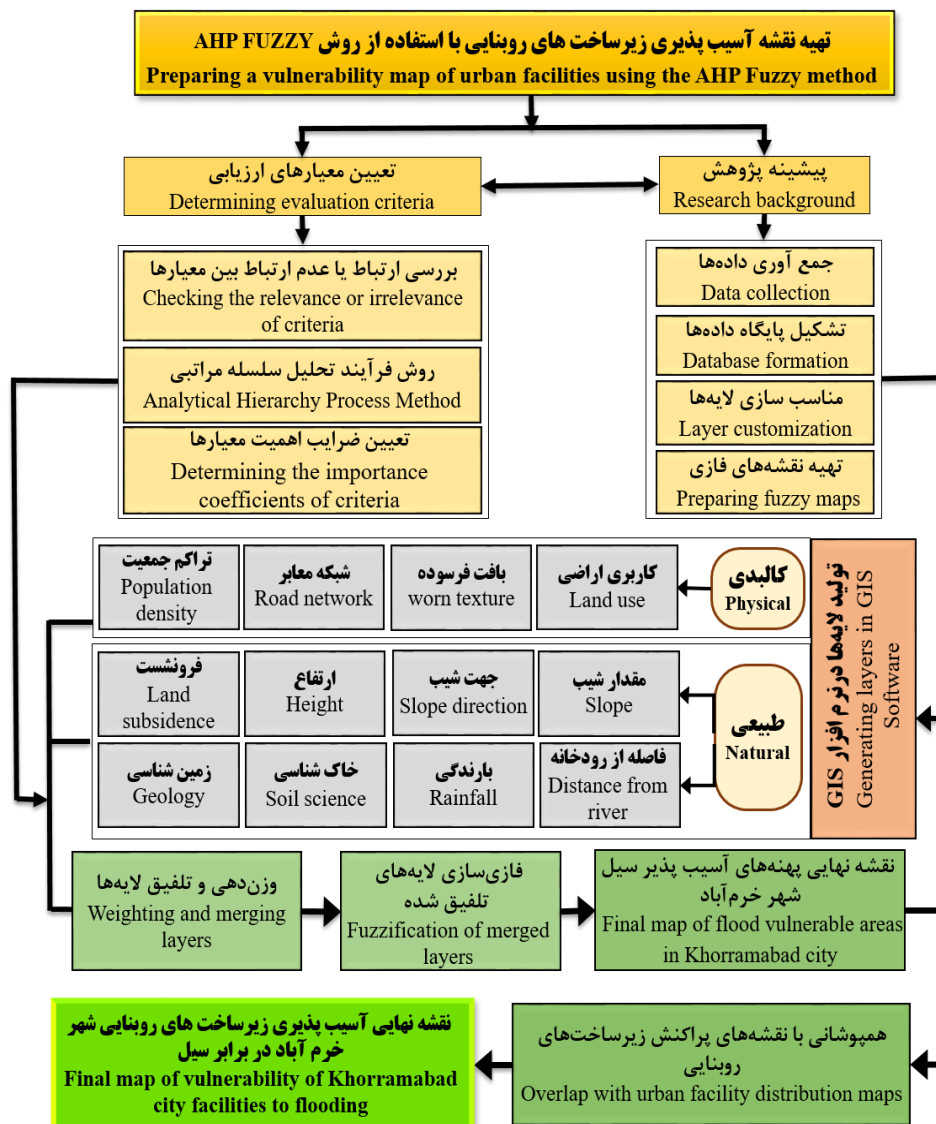 تهیه نقشه آسیب پذیری زیرساخت های روبنایی با استفاده از روش AHP FUZZY
Preparing a vulnerability map of urban facilities using the AHP Fuzzy method
تعیین معیارهای ارزیابی
Determining evaluation criteria
پیشینه پژوهش
Research background
بررسی ارتباط یا عدم ارتباط بین معیارها
Checking the relevance or irrelevance
of criteria
روش فرآیند تحلیل سلسله مراتبی
Analytical Hierarchy Process Method
تعیین ضرایب اهمیت معیارها
Determining the importance
coefficients of criteria
جمع آوری داده‌ها
Data collection
تشکیل پایگاه داده‌ها
Database formation
مناسب سازی لایه‌ها
Layer customization
تهیه نقشه‌های فازی
Preparing fuzzy maps
تراکم جمعیت
Population
density
شبکه معابر
Road network
بافت فرسوده
worn texture
کاربری اراضی
Land use
کالبدی
Physical
فرونشست
Land
subsidence
ارتفاع
Height
جهت شیب
Slope direction
مقدار شیب
Slope
طبیعی
Natural
زمین شناسی
Geology
خاک شناسی
Soil science
بارندگی
Rainfall
فاصله از رودخانه
Distance from
river
تولید لایه‌ها درنرم افزار GIS
Generating layers in GIS
Software
وزن‌دهی و تلفیق لایه‌ها
Weighting and merging
layers
فازی‌سازی لایه‌های
تلفیق شده
Fuzzification of merged
layers
نقشه نهایی پهنه‌های آسیب پذیر سیل
شهر خرم‌آباد
Final map of flood vulnerable areas
in Khorramabad city
نقشه نهایی آسیب پذیری زیرساخت های روبنایی شهر
خرم آباد در برابر سیل
Final map of vulnerability of Khorramabad
city facilities to flooding
همپوشانی با نقشه‌های پراکنش زیرساخت‌های
روبنایی
Overlap with urban facility distribution maps